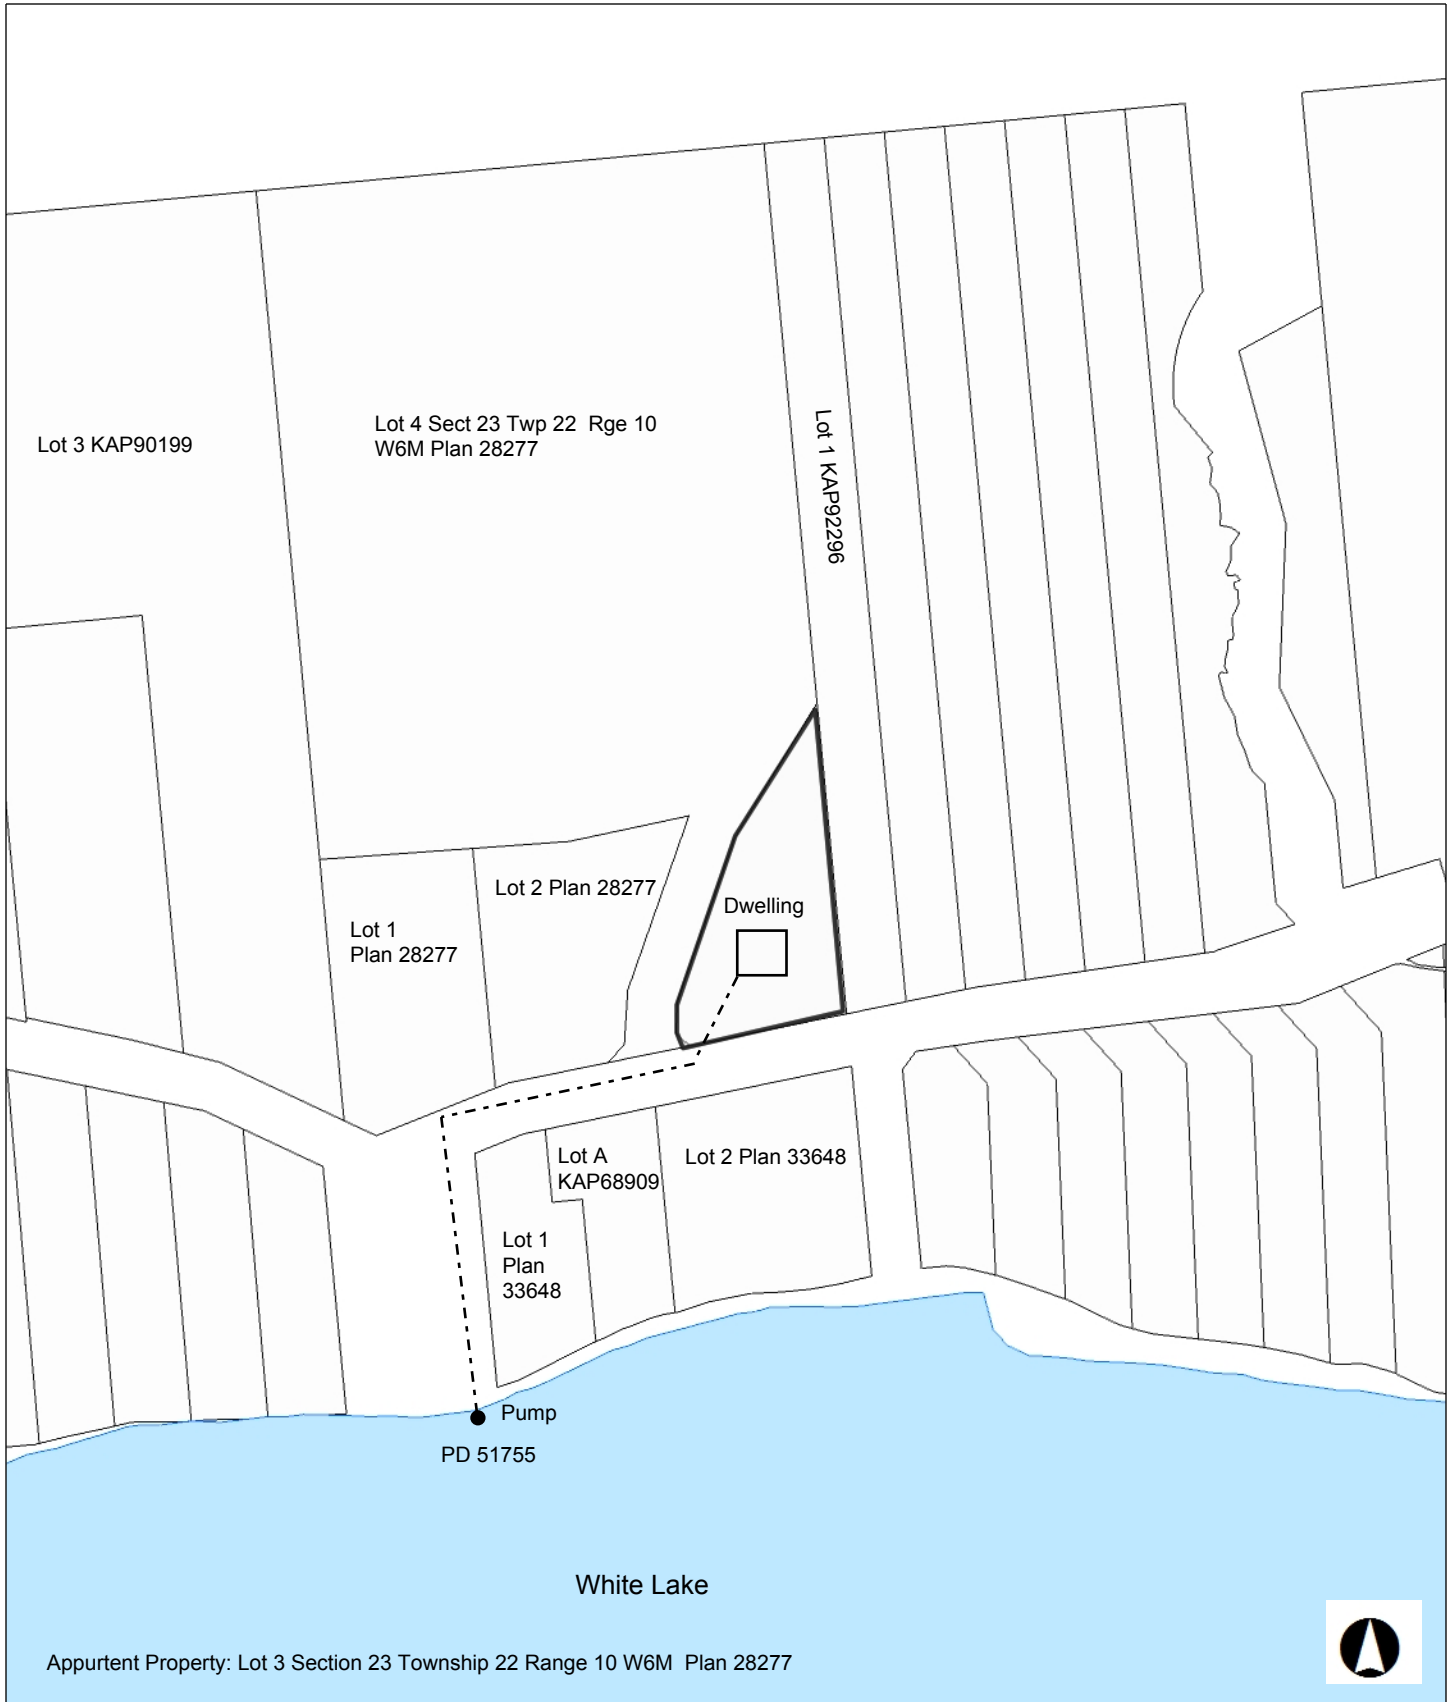 Lot 3 KAP90199
Lot 4 Sect 23 Twp 22 Rge 10
W6M Plan 28277
Lot 1 KAP92296
Lot 2 Plan 28277
Dwelling
Lot 1
Plan 28277
Lot A
KAP68909
Lot 2 Plan 33648
Lot 1
Plan
33648
Pump
PD 51755
White Lake
Appurtent Property: Lot 3 Section 23 Township 22 Range 10 W6M Plan 28277